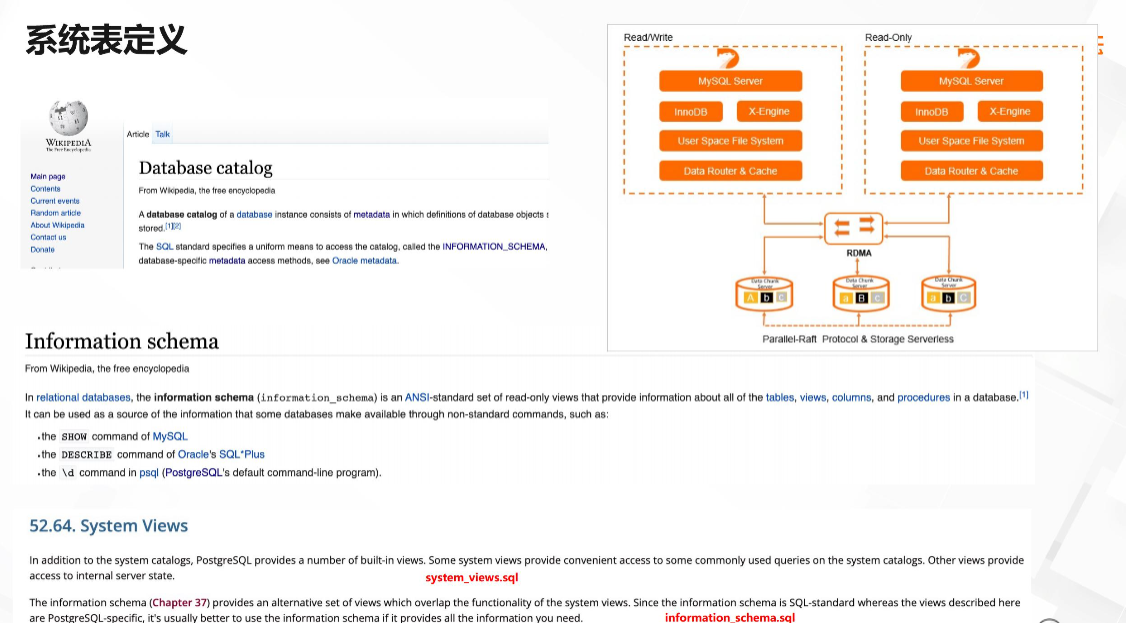 系统表定义
WIKIPEDIA
The Free Encyclopedia
Main page
Contents
Current events
Random article
About Wikipedia
Contact us
Donate
Article Talk
Database catalog
From Wikipedia, the free encyclopedia
A database catalog of a database instance consists of metadata in which definitions of database objects
stored.[1][2]
The SQL standard specifies a uniform means to access the catalog, called the INFORMATION_SCHEMA,
database-specific metadata access methods, see Oracle metadata.
Read/Write
MySQL Server
InnoDB X-Engine
User Space File System
Data Router & Cache
Read-Only
MySQL Server
InnoDB X-Engine
User Space File System
Data Router & Cache
RDMA
Data Chunk
Server
A b c
Data Chunk
Server
a B c
Data Chunk
Server
a b C
Parallel-Raft Protocol & Storage Serverless
Information schema
From Wikipedia, the free encyclopedia
In relational databases, the information schema (information_schema) is an ANSI-standard set of read-only views that provide information about all of the tables, views, columns, and procedures in a database.[1]
It can be used as a source of the information that some databases make available through non-standard commands, such as:
•the SHOW command of MySQL
•the DESCRIBE command of Oracle's SQL*Plus
•the \d command in psql (PostgreSQL's default command-line program).
52.64. System Views
In addition to the system catalogs, PostgreSQL provides a number of built-in views. Some system views provide convenient access to some commonly used queries on the system catalogs. Other views provide
access to internal server state.
system_views.sql
The information schema (Chapter 37) provides an alternative set of views which overlap the functionality of the system views. Since the information schema is SQL-standard whereas the views described here
are PostgreSQL-specific, it's usually better to use the information schema if it provides all the information you need.
information_schema.sql